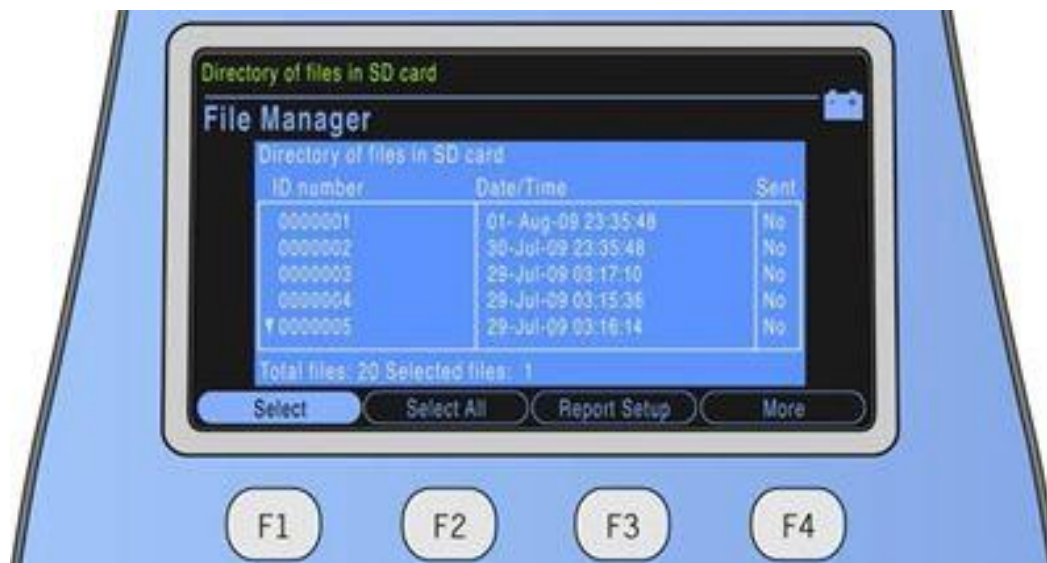 Directory of files in SD card
File Manager
Directory of files in SD card
ID number Date/Time Sent
0000001 01- Aug-09 23:35:48 No
0000002 30-Jul-09 23:35:48 No
0000003 29-Jul-09 03:17:10 No
0000004 29-Jul-09 03:15:36 No
▼0000005 29-Jul-09 03:16:14 No
Total files: 20 Selected files: 1
Select Select All Report Setup More
F1 F2 F3 F4